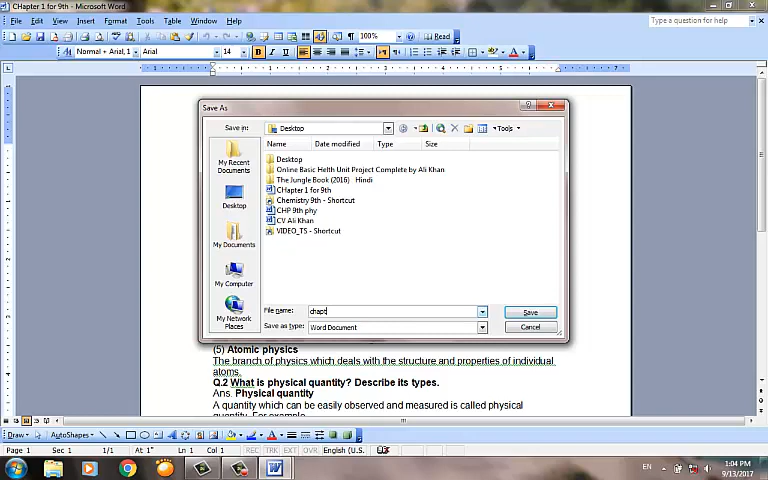 CHapter 1 for 9th - Microsoft Word
File Edit View Insert Format Tools Table Window Help
Type a question for help
100% Read
Normal + Arial, 1 Arial 14 B I U
Save As
Save in: Desktop Tools
Name Date modified Type Size
My Recent Documents
Desktop
My Documents
My Computer
My Network Places
Desktop
Online Basic Helth Unit Project Complete by Ali Khan
The Jungle Book (2016) Hindi
CHapter 1 for 9th
Chemistry 9th - Shortcut
CHP 9th phy
CV Ali Khan
VIDEO_TS - Shortcut
File name: chapt Save
Save as type: Word Document Cancel
(5) Atomic physics
The branch of physics which deals with the structure and properties of individual
atoms.
Q.2 What is physical quantity? Describe its types.
Ans. Physical quantity
A quantity which can be easily observed and measured is called physical
quantity. For example
Draw AutoShapes
Page 1 Sec 1 1/1 At 1" Ln 1 Col 1 REC TRK EXT OVR English (U.S.
EN 1:04 PM
9/13/2017